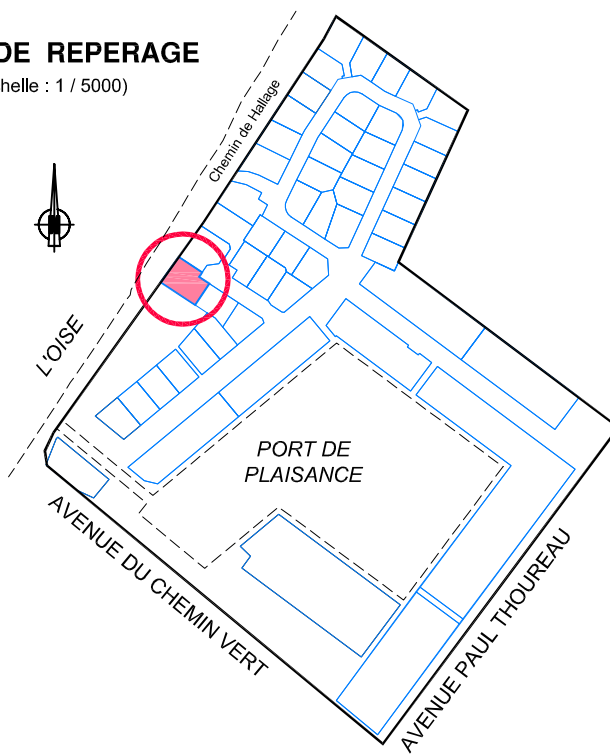 DE REPERAGE
helle : 1 / 5000)
Chemin de Hallage
L'OISE
PORT DE
PLAISANCE
AVENUE DU CHEMIN VERT
AVENUE PAUL THOUREAU